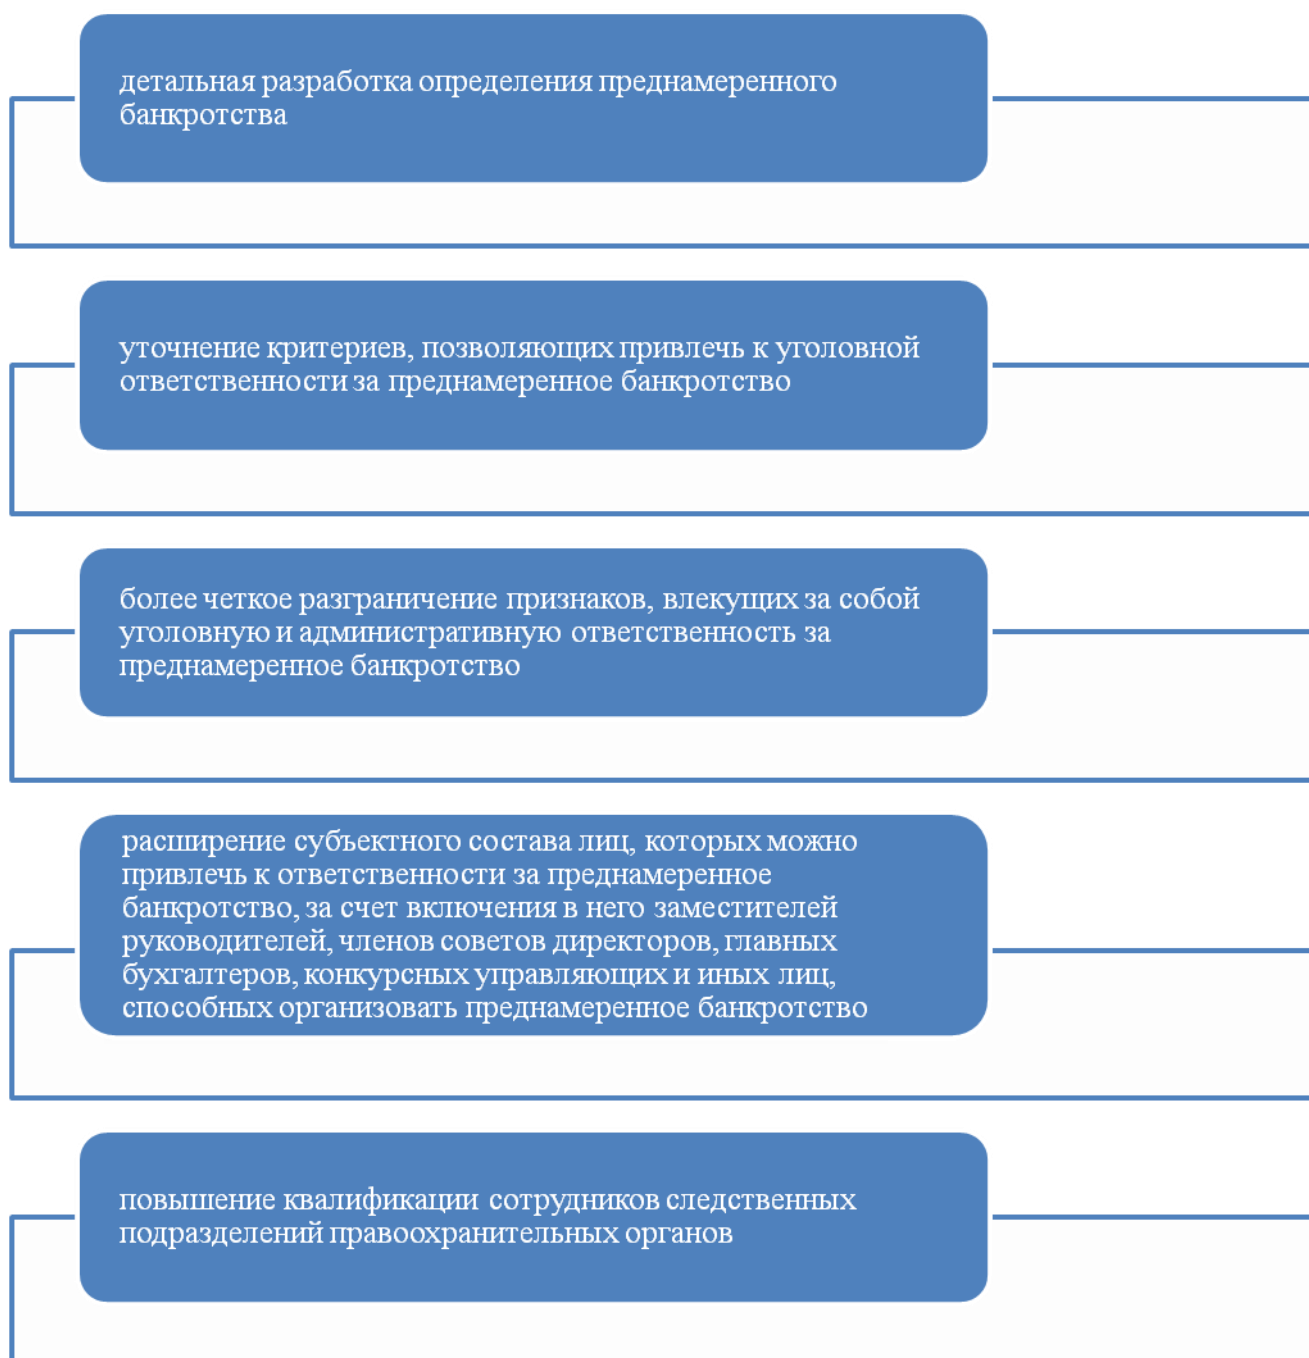 детальная разработка определения преднамеренного
банкротства
уточнение критериев, позволяющих привлечь к уголовной
ответственности за преднамеренное банкротство
более четкое разграничение признаков, влекущих за собой
уголовную и административную ответственность за
преднамеренное банкротство
расширение субъектного состава лиц, которых можно
привлечь к ответственности за преднамеренное
банкротство, за счет включения в него заместителей
руководителей, членов советов директоров, главных
бухгалтеров, конкурсных управляющих и иных лиц,
способных организовать преднамеренное банкротство
повышение квалификации сотрудников следственных
подразделений правоохранительных органов